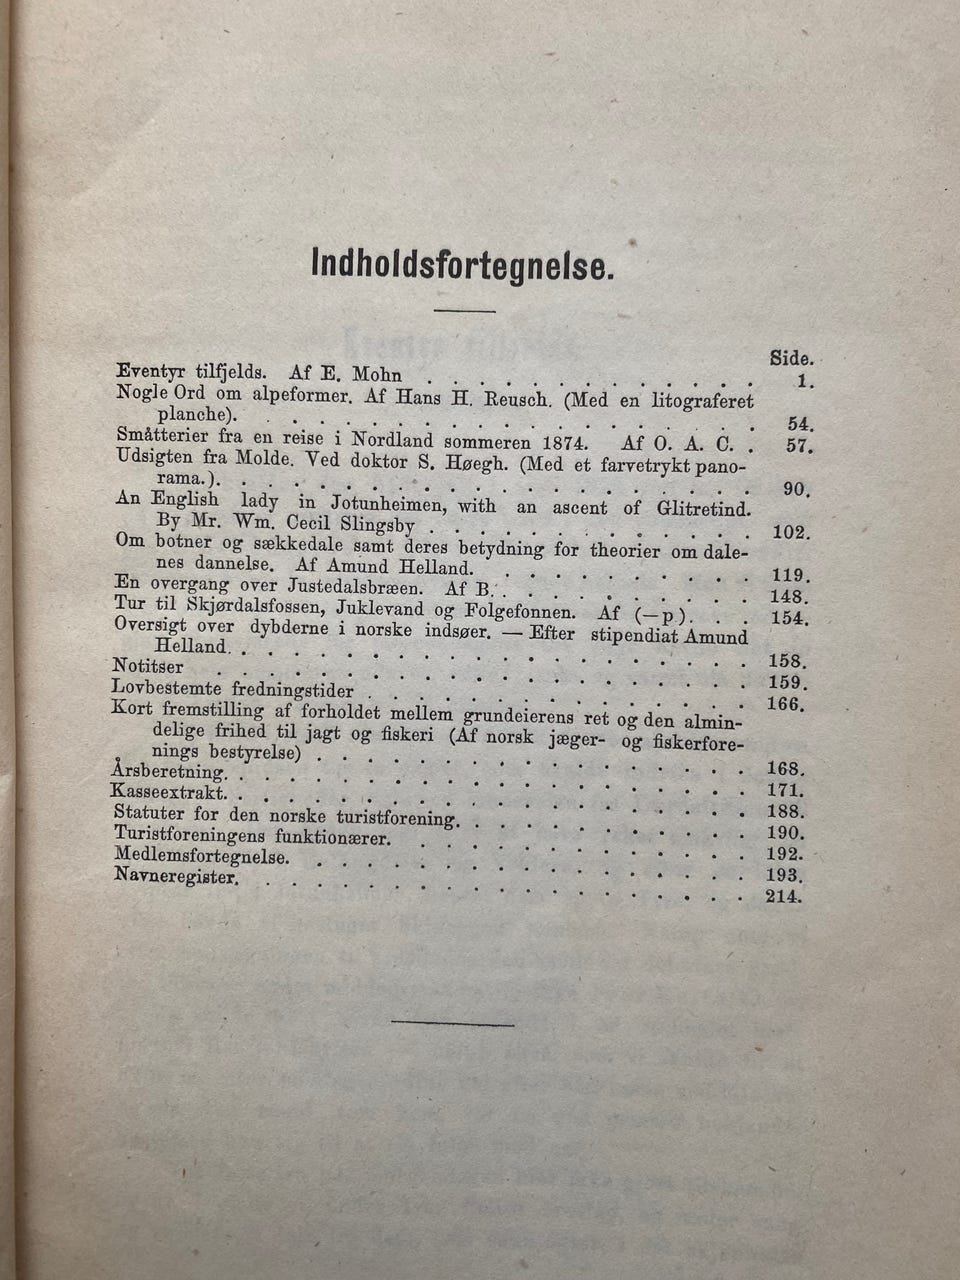 Indholdsfortegnelse.
Side.
Eventyr tilfjelds. Af E. Mohn . . . . . . . . . . . . . 1.
Nogle Ord om alpeformer. Af Hans H. Reusch. (Med en litograferet
planche). . . . . . . . . . . . . . . . . . . . 54.
Småtterier fra en reise i Nordland sommeren 1874. Af O. A. C. . 57.
Udsigten fra Molde. Ved doktor S. Høegh. (Med et farvetrykt pano-
rama.). . . . . . . . . . . . . . . . . . . . . 90.
An English lady in Jotunheimen, with an ascent of Glitretind.
By Mr. Wm. Cecil Slingsby . . . . . . . . . . . . . 102.
Om botner og sækkedale samt deres betydning for theorier om dale-
nes dannelse. Af Amund Helland. . . . . . . . . . . 119.
En overgang over Justedalsbræen. Af B. . . . . . . . . . . 148.
Tur til Skjørdalsfossen, Juklevand og Folgefonnen. Af (—p). . . 154.
Oversigt over dybderne i norske indsøer. — Efter stipendiat Amund
Helland. . . . . . . . . . . . . . . . . . . . . 158.
Notitser . . . . . . . . . . . . . . . . . . . . . 159.
Lovbestemte fredningstider . . . . . . . . . . . . . . . 166.
Kort fremstilling af forholdet mellem grundeierens ret og den almin-
delige frihed til jagt og fiskeri (Af norsk jæger- og fiskerfore-
nings bestyrelse) . . . . . . . . . . . . . . . . . 168.
Årsberetning. . . . . . . . . . . . . . . . . . . . . 171.
Kasseextrakt. . . . . . . . . . . . . . . . . . . . . 188.
Statuter for den norske turistforening. . . . . . . . . . . . 190.
Turistforeningens funktionærer. . . . . . . . . . . . . . 192.
Medlemsfortegnelse. . . . . . . . . . . . . . . . . . . 193.
Navneregister. . . . . . . . . . . . . . . . . . . . . 214.